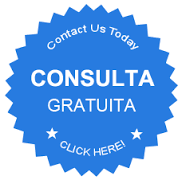 Contact Us Today
CONSULTA
GRATUITA
CLICK HERE!